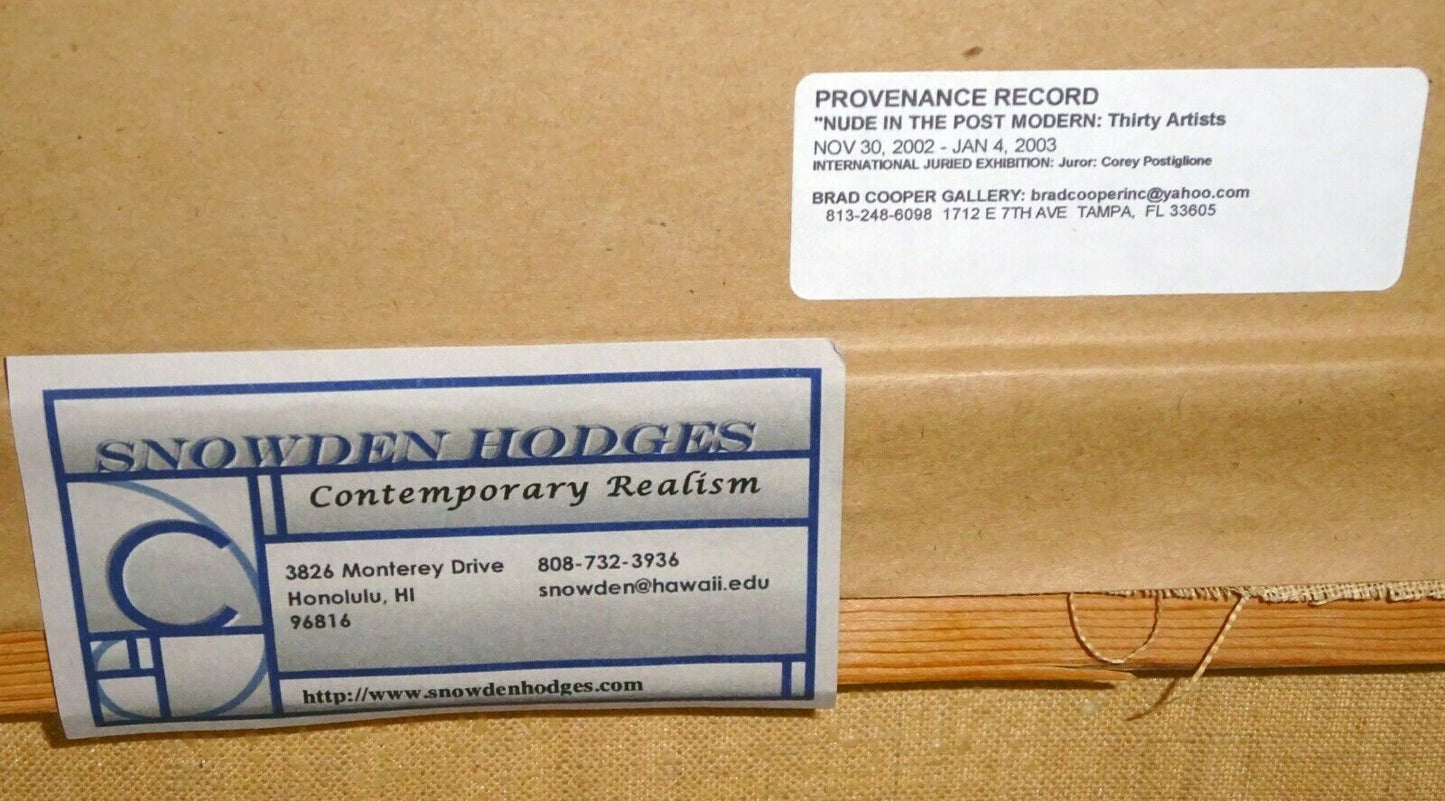 PROVENANCE RECORD
"NUDE IN THE POST MODERN: Thirty Artists
NOV 30, 2002 - JAN 4, 2003
INTERNATIONAL JURIED EXHIBITION: Juror: Corey Postiglione
BRAD COOPER GALLERY: bradcooperinc@yahoo.com
813-248-6098 1712 E 7TH AVE TAMPA, FL 33605
SNOWDEN HODGES
Contemporary Realism
3826 Monterey Drive
Honolulu, HI
96816
808-732-3936
snowden@hawaii.edu
http://www.snowdenhodges.com